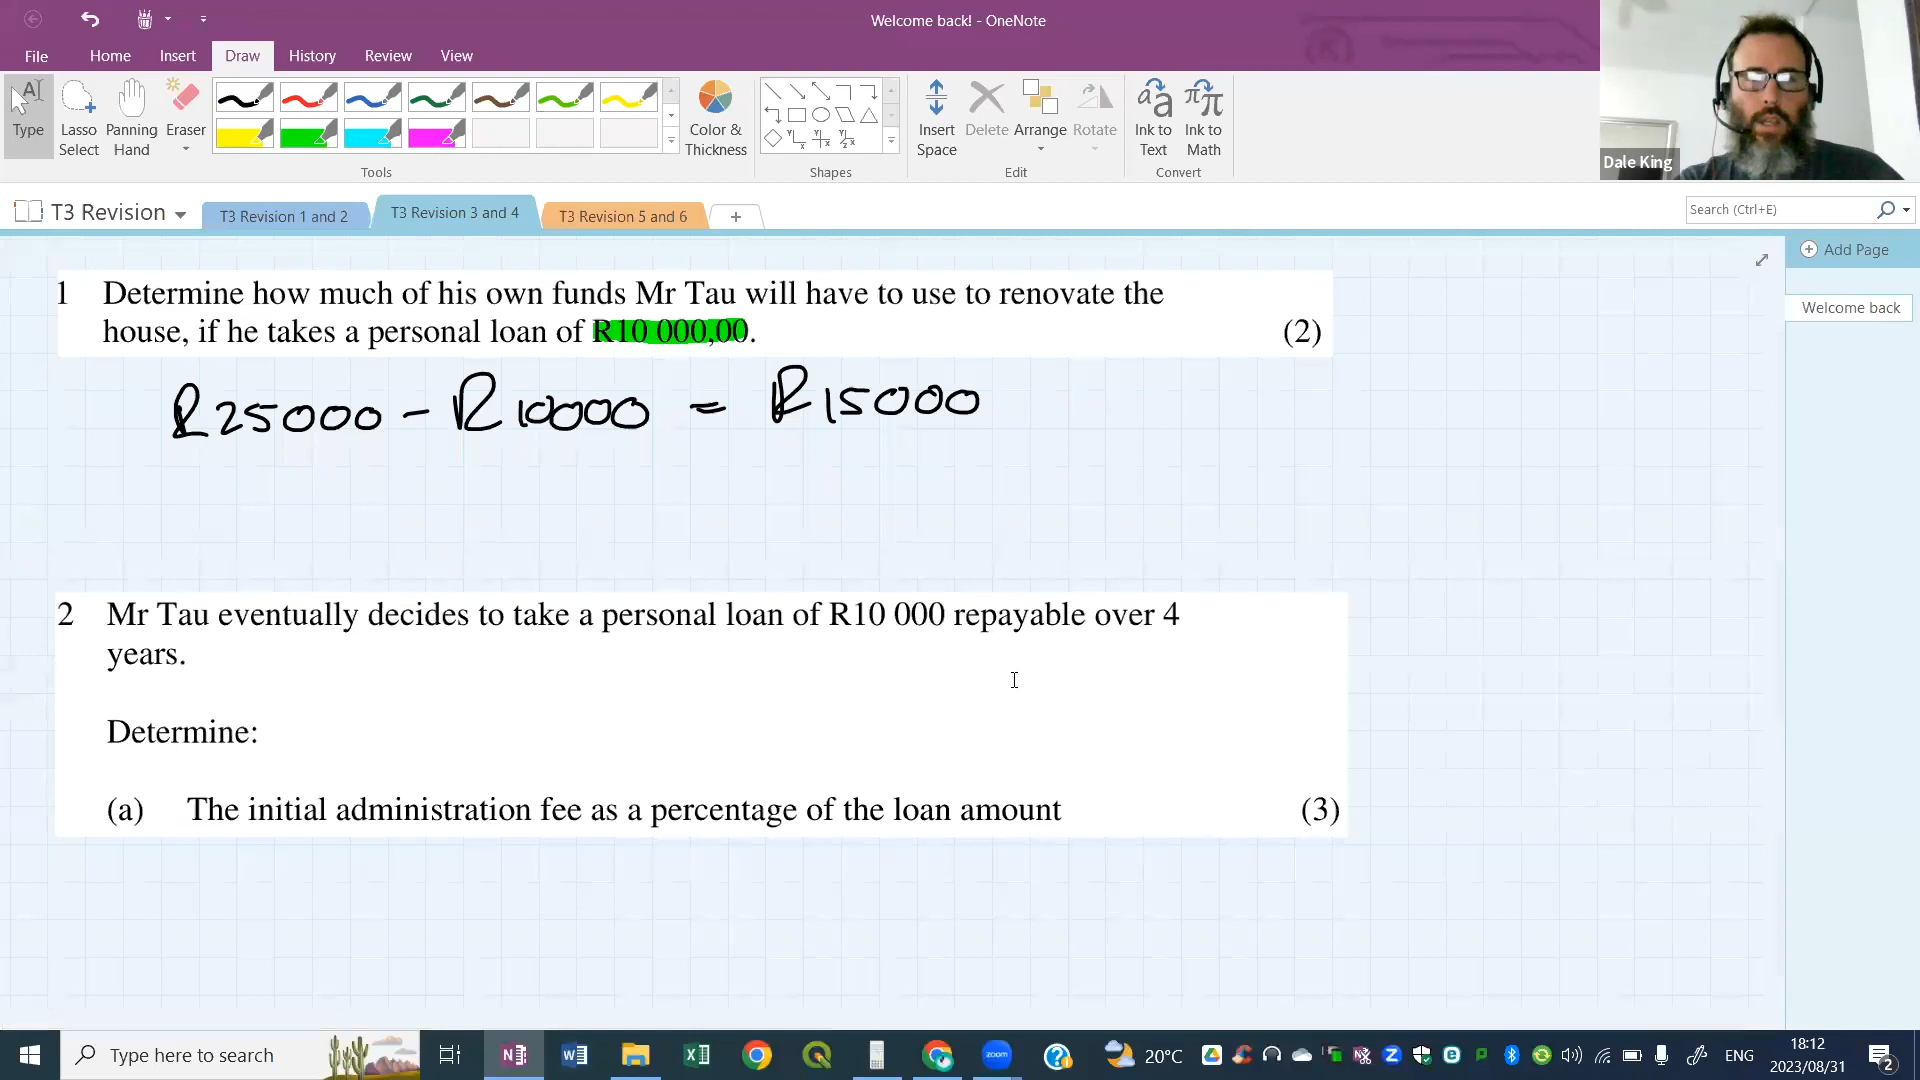 Welcome back! - OneNote
File Home Insert Draw History Review View
Type
Lasso Select
Panning Hand
Eraser
Color & Thickness
Insert Space
Delete
Arrange
Rotate
Ink to Text
Ink to Math
Tools
Shapes
Edit
Convert
Dale King
T3 Revision
T3 Revision 1 and 2
T3 Revision 3 and 4
T3 Revision 5 and 6
Search (Ctrl+E)
Add Page
Welcome back
1 Determine how much of his own funds Mr Tau will have to use to renovate the
house, if he takes a personal loan of R10 000,00. (2)
R25000 - R10000 = R15000
2 Mr Tau eventually decides to take a personal loan of R10 000 repayable over 4
years.
Determine:
(a) The initial administration fee as a percentage of the loan amount (3)
Type here to search
zoom
20°C
ENG
18:12
2023/08/31
2